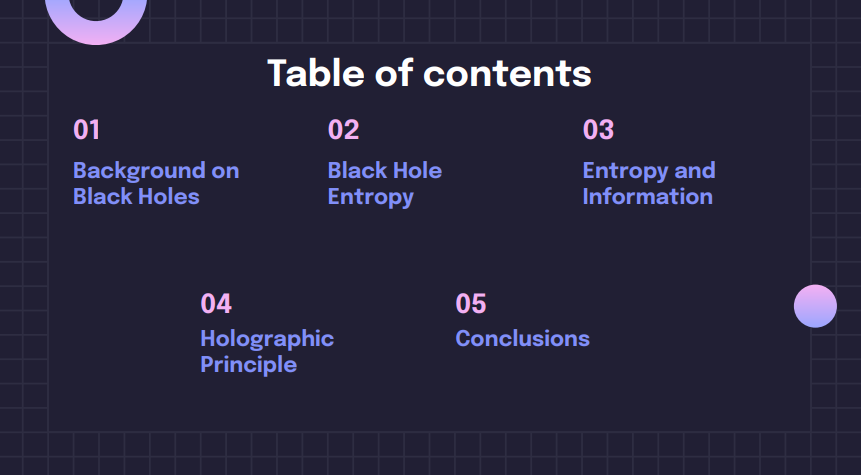 Table of contents
01
Background on
Black Holes
02
Black Hole
Entropy
03
Entropy and
Information
04
Holographic
Principle
05
Conclusions